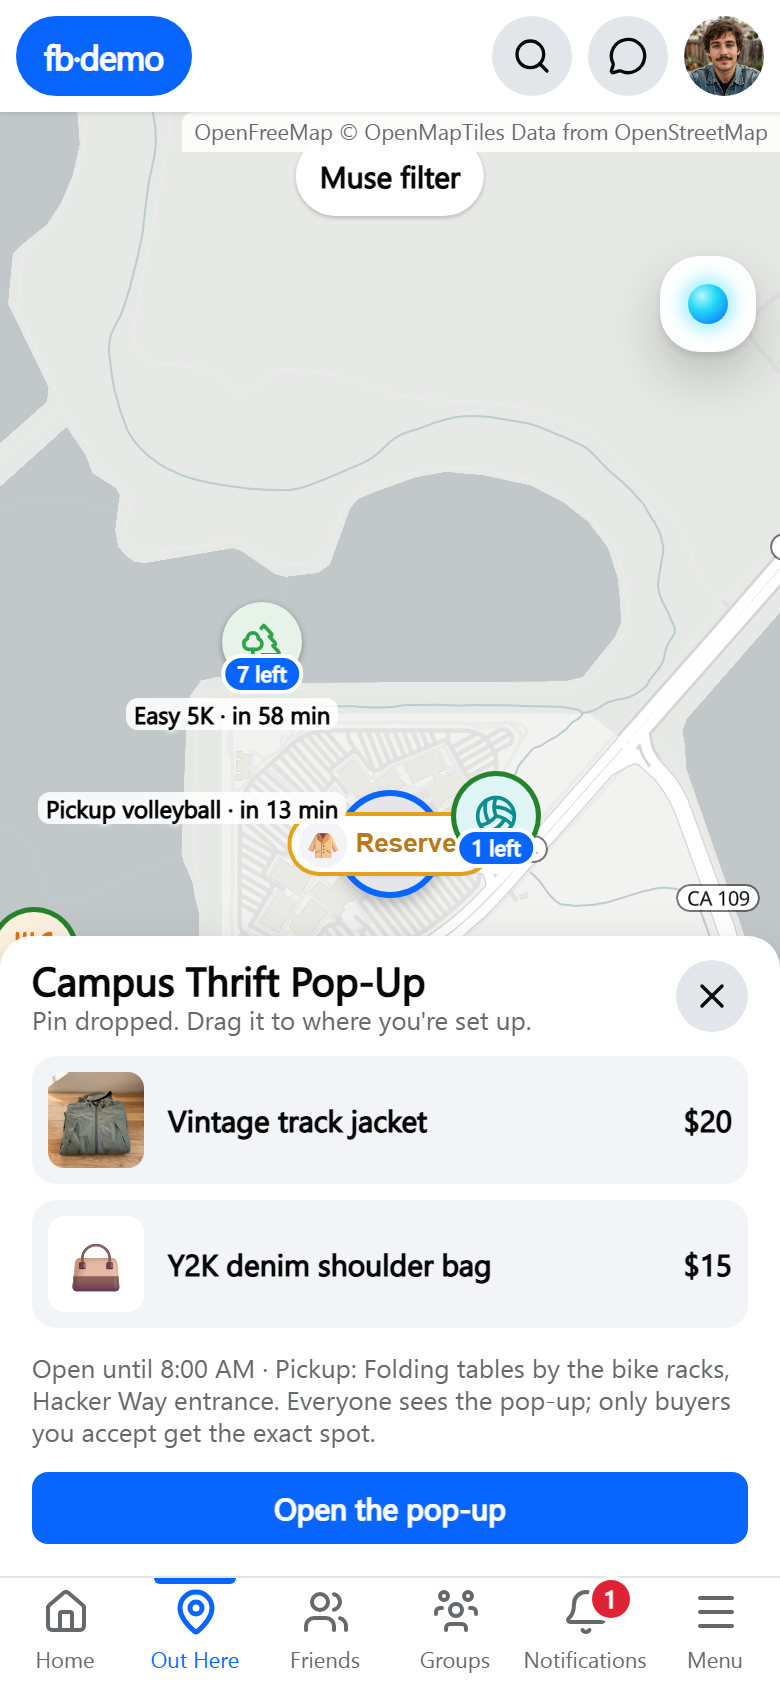 fb·demo
OpenFreeMap © OpenMapTiles Data from OpenStreetMap
Muse filter
7 left
Easy 5K · in 58 min
Pickup volleyball · in 13 min
Reserve
1 left
CA 109
Campus Thrift Pop-Up
Pin dropped. Drag it to where you're set up.
Vintage track jacket
$20
Y2K denim shoulder bag
$15
Open until 8:00 AM · Pickup: Folding tables by the bike racks,
Hacker Way entrance. Everyone sees the pop-up; only buyers
you accept get the exact spot.
Open the pop-up
1
Home
Out Here
Friends
Groups
Notifications
Menu